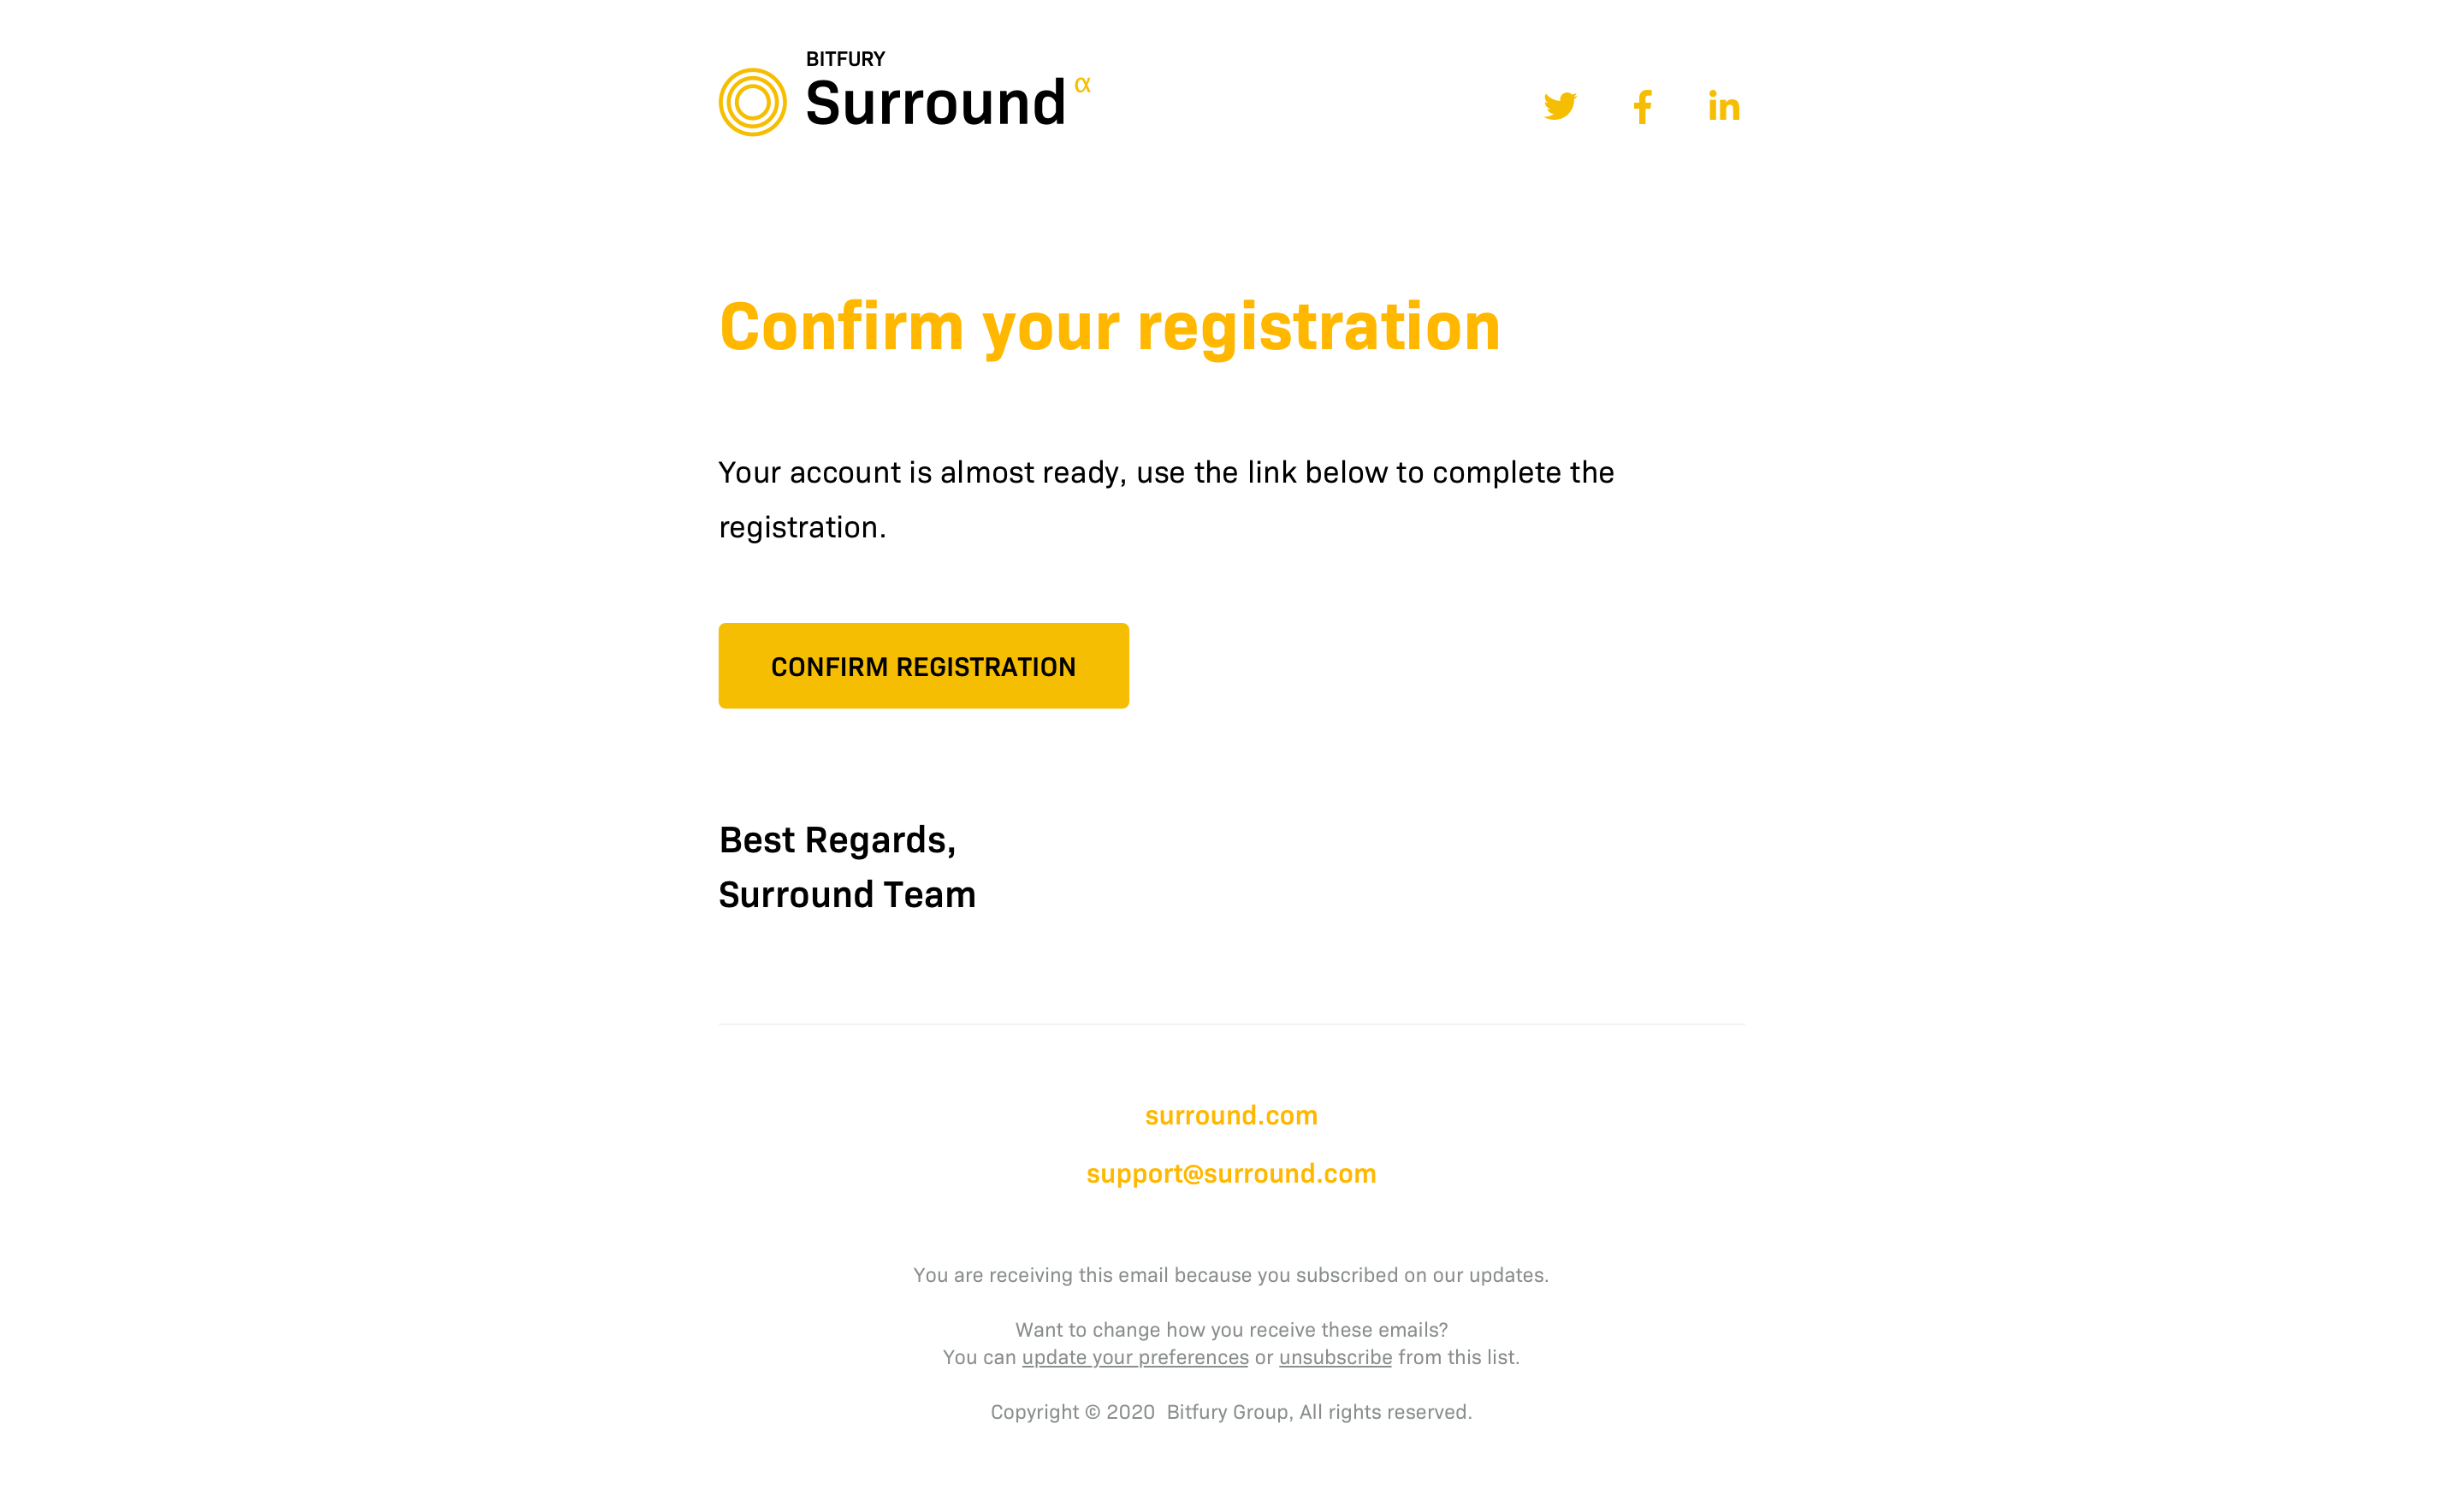 BITFURY
Surround α
Confirm your registration
Your account is almost ready, use the link below to complete the
registration.
CONFIRM REGISTRATION
Best Regards,
Surround Team
surround.com
support@surround.com
You are receiving this email because you subscribed on our updates.
Want to change how you receive these emails?
You can update your preferences or unsubscribe from this list.
Copyright © 2020  Bitfury Group, All rights reserved.